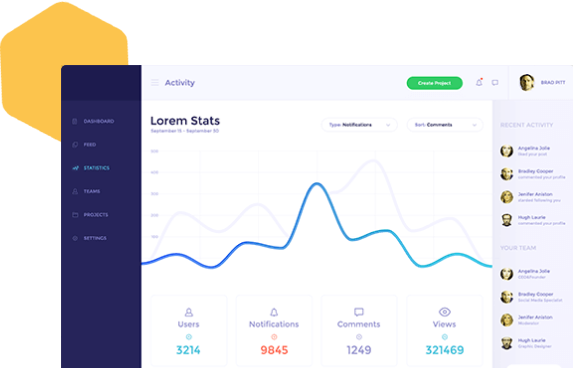 Activity
Create Project
BRAD PITT
DASHBOARD
FEED
STATISTICS
TEAMS
PROJECTS
SETTINGS
Lorem Stats
September 15 - September 30
Type: Notifications
Sort: Comments
Users
3214
Notifications
9845
Comments
1249
Views
321469
RECENT ACTIVITY
Angelina Jolie
liked your post
Bradley Cooper
commented your profile
Jenifer Aniston
started following you
Hugh Laurie
commented your profile
YOUR TEAM
Angelina Jolie
Bradley Cooper
Social Media Specialist
Jenifer Aniston
Moderator
Hugh Laurie
Graphic Designer